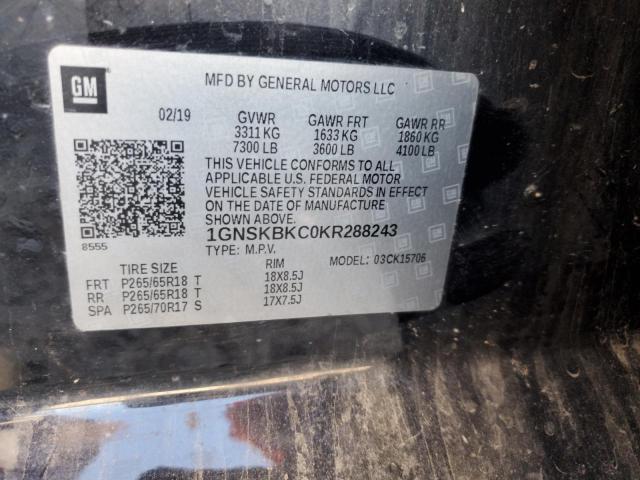 GM
MFD BY GENERAL MOTORS LLC
02/19 GVWR GAWR FRT GAWR RR
3311 KG 1633 KG 1860 KG
7300 LB 3600 LB 4100 LB
THIS VEHICLE CONFORMS TO ALL
APPLICABLE U.S. FEDERAL MOTOR
VEHICLE SAFETY STANDARDS IN EFFECT
ON THE DATE OF MANUFACTURE
SHOWN ABOVE.
8555
1GNSKBKC0KR288243
TYPE: M.P.V. MODEL: 03CK15706
TIRE SIZE RIM
FRT P265/65R18 T 18X8.5J
RR P265/65R18 T 18X8.5J
SPA P265/70R17 S 17X7.5J